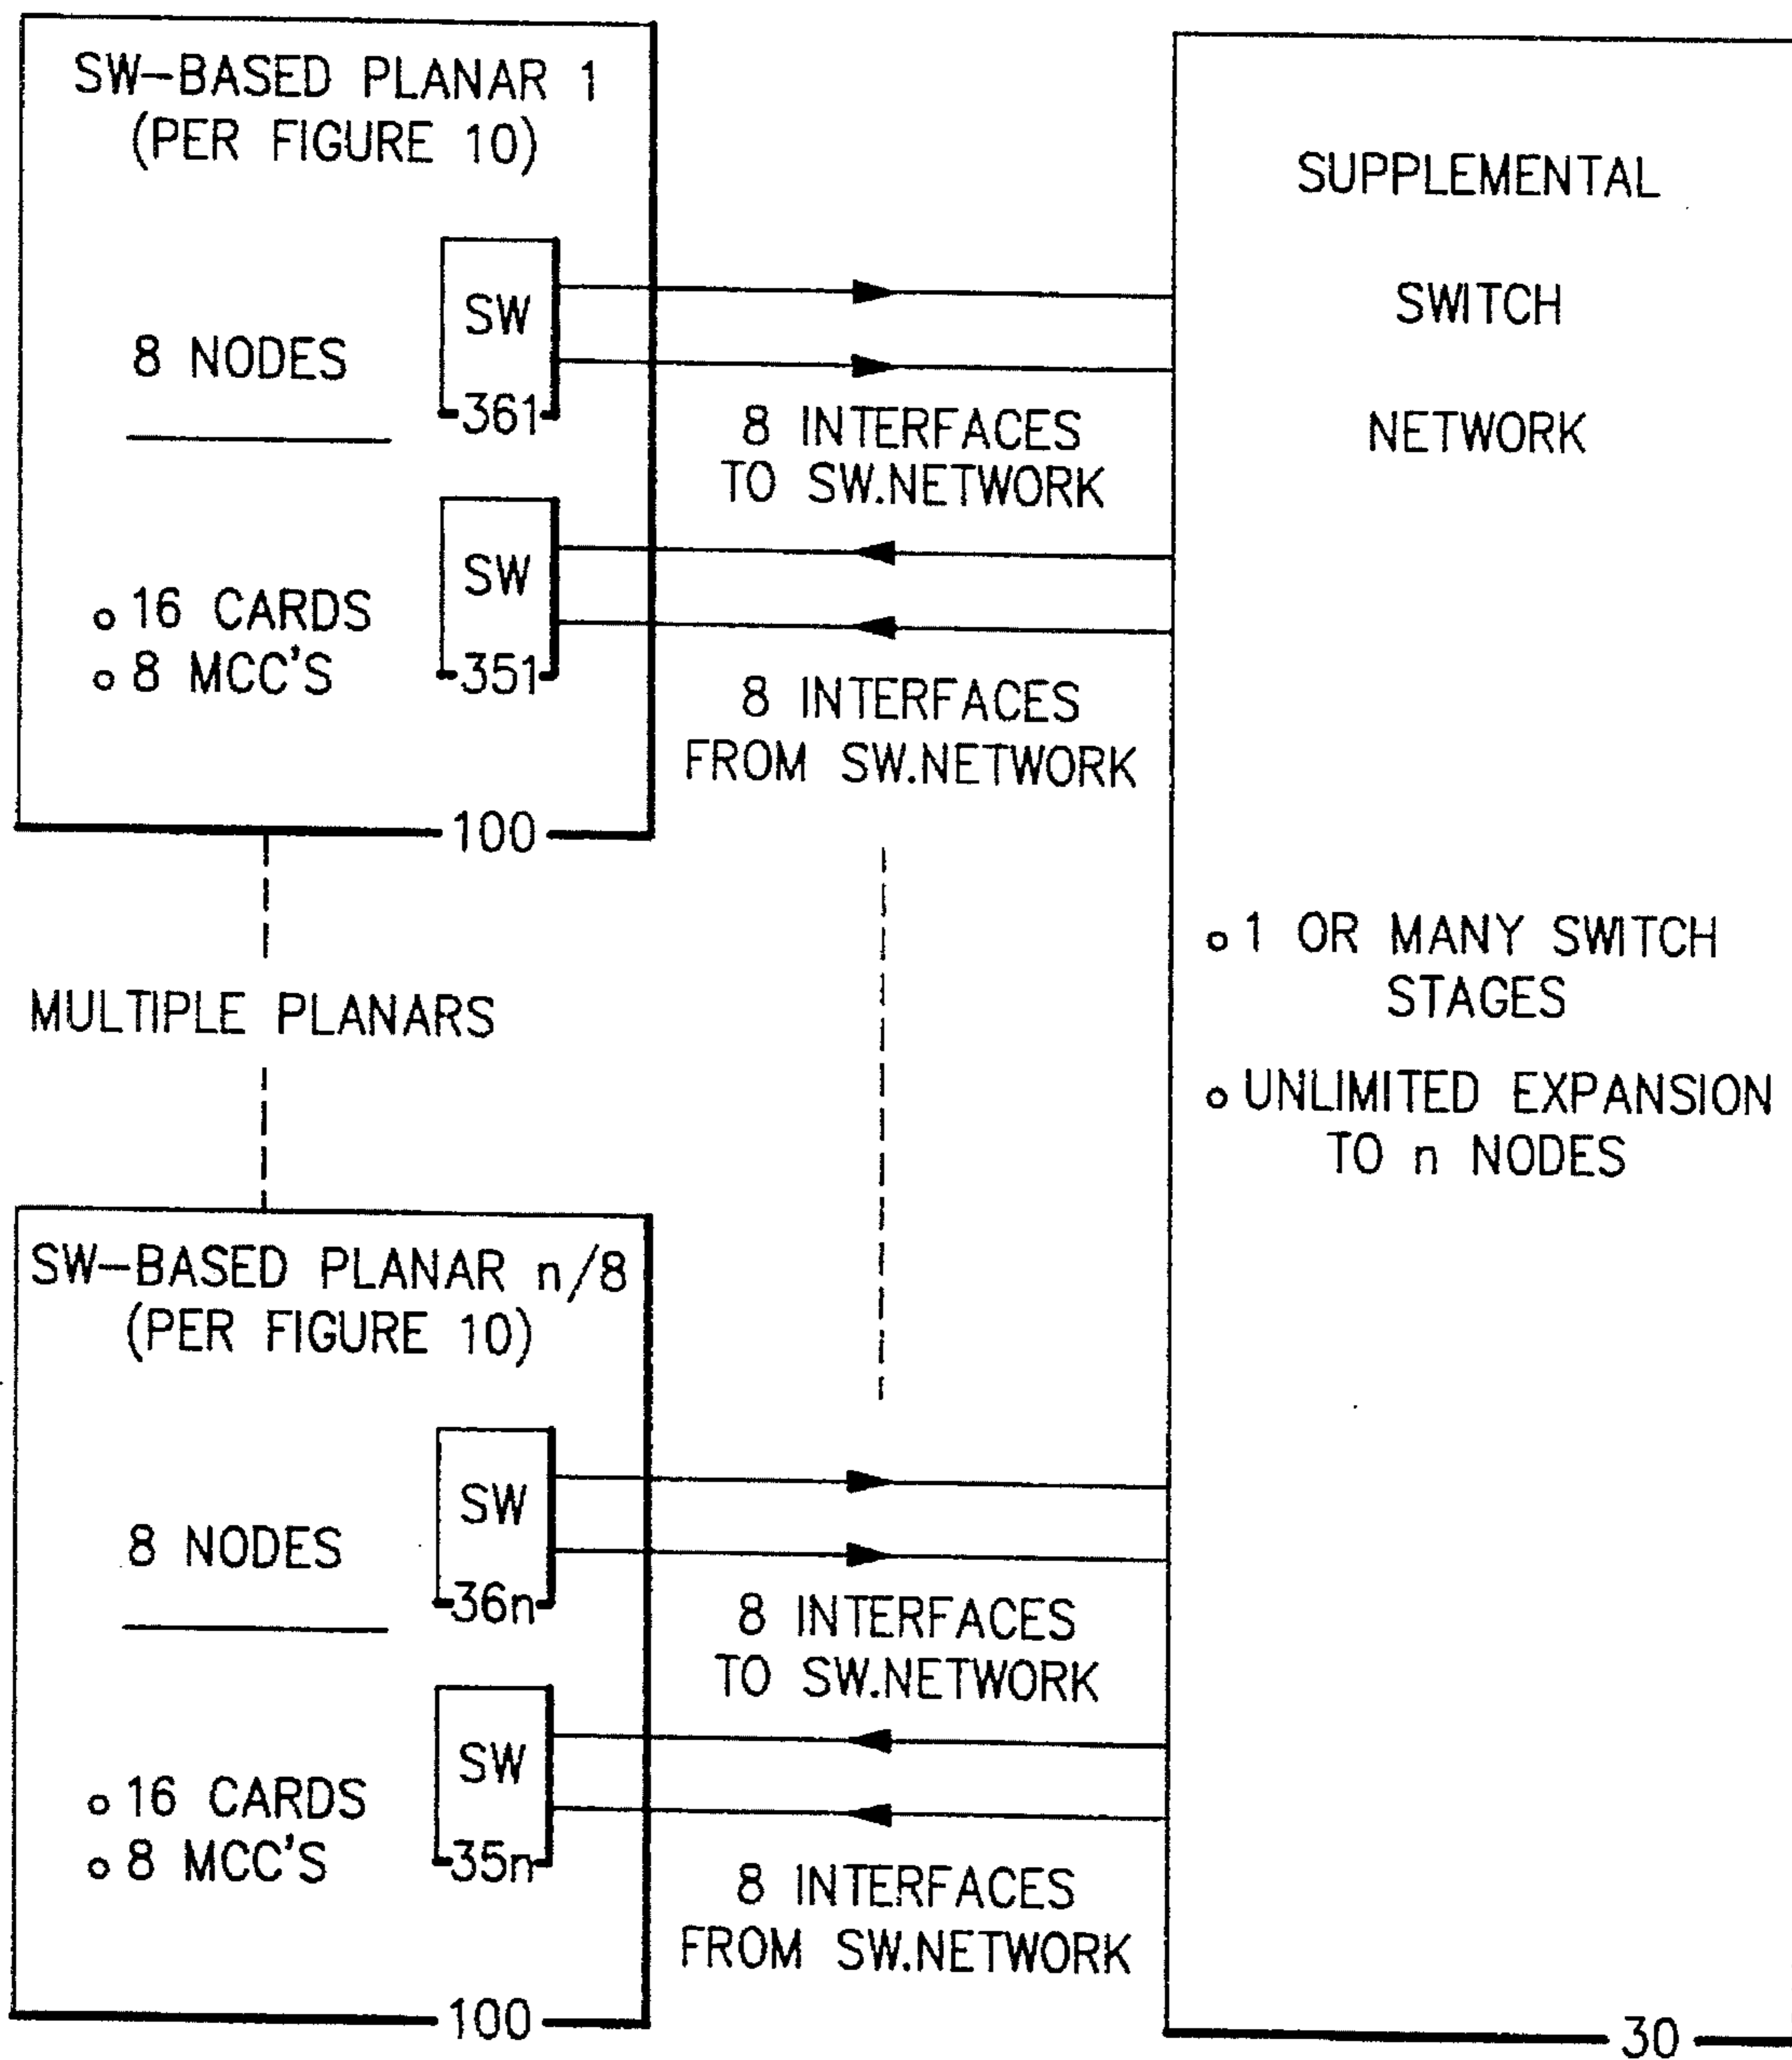 SW-BASED PLANAR 1
(PER FIGURE 10)
8 NODES
SW
361
SW
351
16 CARDS
8 MCC'S
100
8 INTERFACES
TO SW.NETWORK
8 INTERFACES
FROM SW.NETWORK
SUPPLEMENTAL
SWITCH
NETWORK
1 OR MANY SWITCH
STAGES
UNLIMITED EXPANSION
TO n NODES
30
MULTIPLE PLANARS
SW-BASED PLANAR n/8
(PER FIGURE 10)
8 NODES
SW
36n
SW
35n
16 CARDS
8 MCC'S
100
8 INTERFACES
TO SW.NETWORK
8 INTERFACES
FROM SW.NETWORK